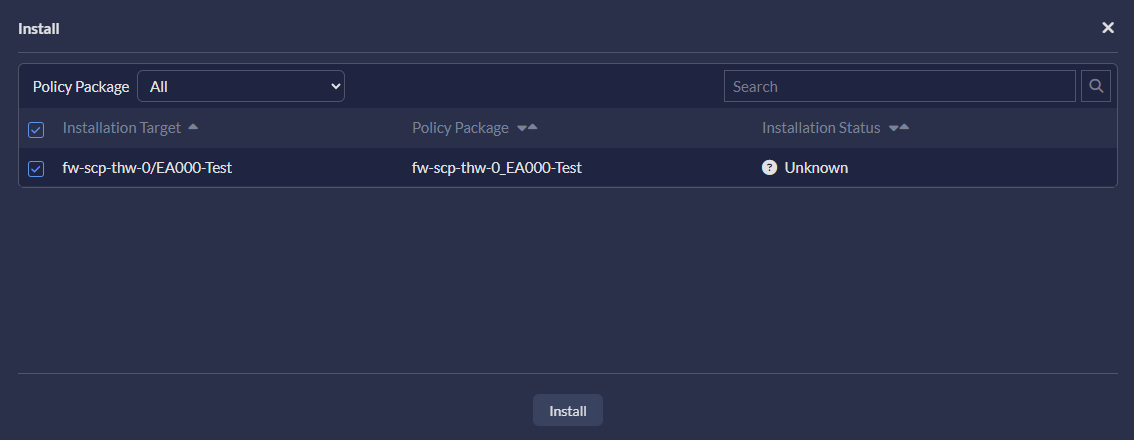 Install
Policy Package All Search
Installation Target Policy Package Installation Status
fw-scp-thw-0/EA000-Test fw-scp-thw-0_EA000-Test ? Unknown
Install